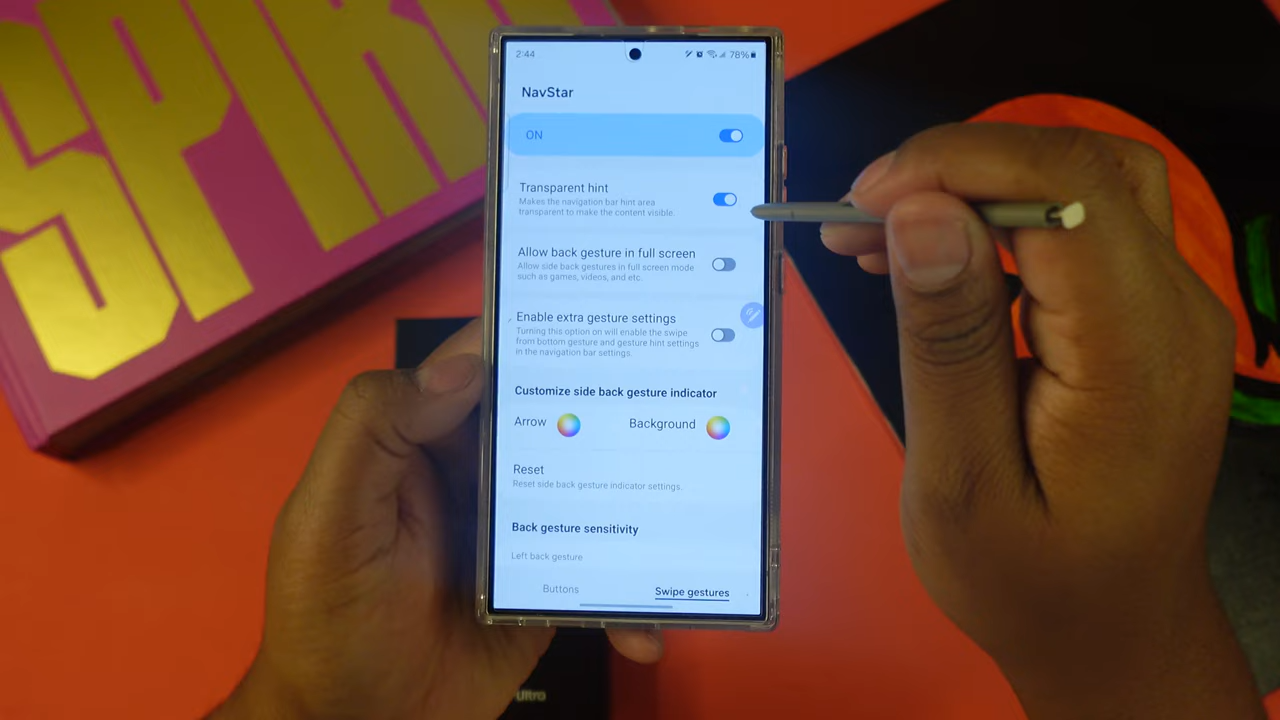 SPIRI
2:44
78%
NavStar
ON
Transparent hint
Makes the navigation bar hint area
transparent to make the content visible.
Allow back gesture in full screen
Allow side back gestures in full screen mode
such as games, videos, and etc.
Enable extra gesture settings
Turning this option on will enable the swipe
from bottom gesture and gesture hint settings
in the navigation bar settings.
Customize side back gesture indicator
Arrow
Background
Reset
Reset side back gesture indicator settings.
Back gesture sensitivity
Left back gesture
Buttons
Swipe gestures
Ultra